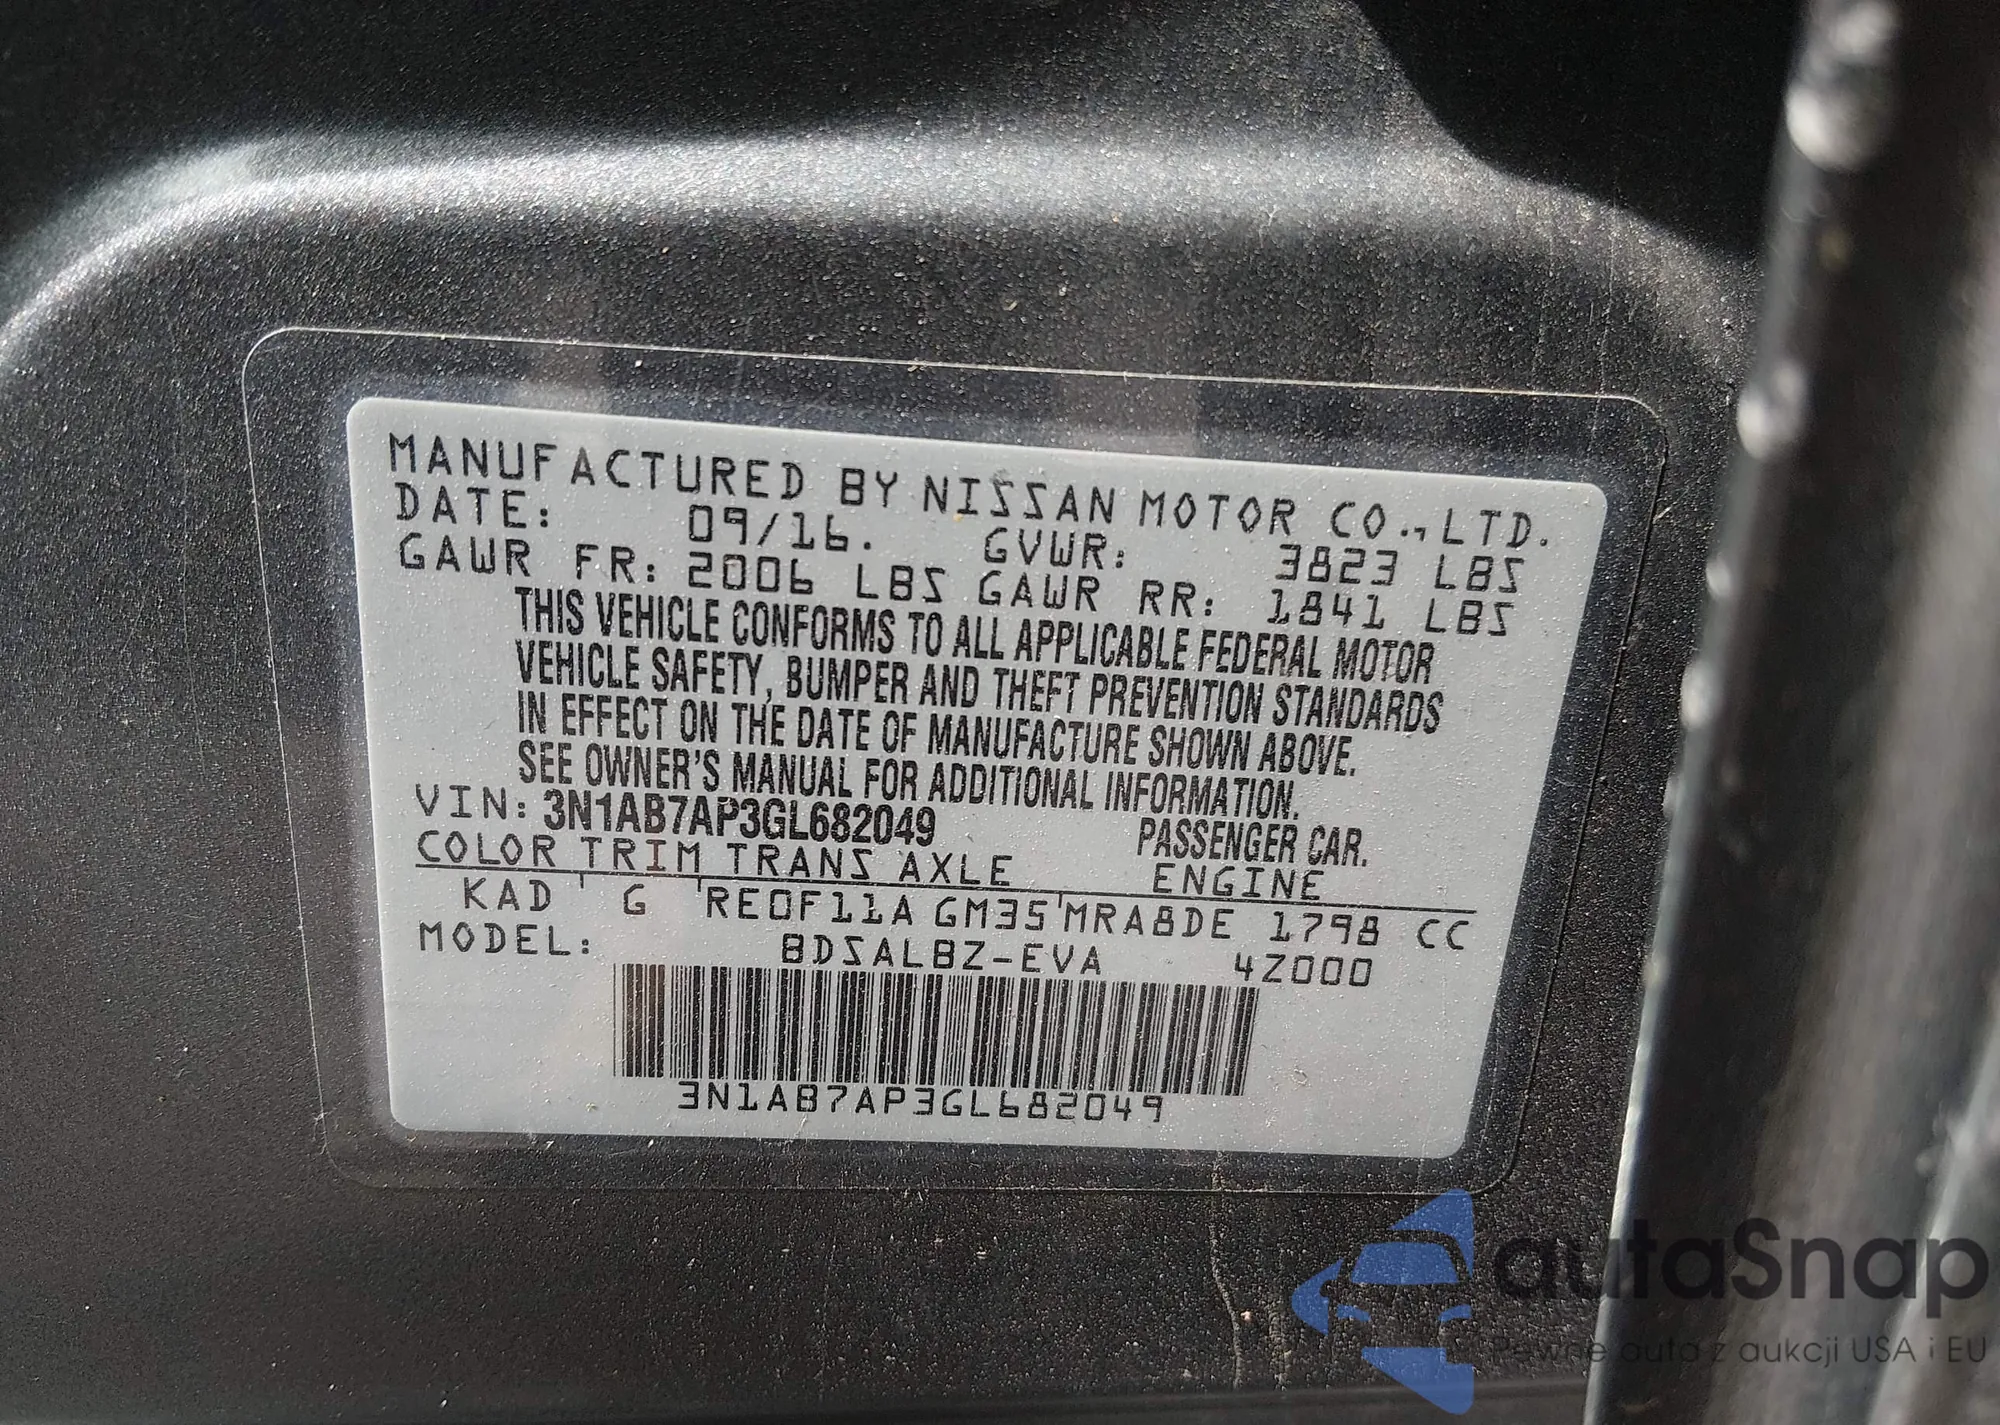 MANUFACTURED BY NISSAN MOTOR CO.,LTD.
DATE: 09/16. GVWR: 3823 LBS
GAWR FR: 2006 LBS GAWR RR: 1841 LBS
THIS VEHICLE CONFORMS TO ALL APPLICABLE FEDERAL MOTOR
VEHICLE SAFETY, BUMPER AND THEFT PREVENTION STANDARDS
IN EFFECT ON THE DATE OF MANUFACTURE SHOWN ABOVE.
SEE OWNER'S MANUAL FOR ADDITIONAL INFORMATION.
VIN: 3N1AB7AP3GL682049 PASSENGER CAR.
COLOR TRIM TRANS AXLE ENGINE
KAD G RE0F11A GM35 MRA8DE 1798 CC
MODEL: BDSALBZ-EVA 4Z000
3N1AB7AP3GL682049
autaSnap
Pewne auta z aukcji USA i EU